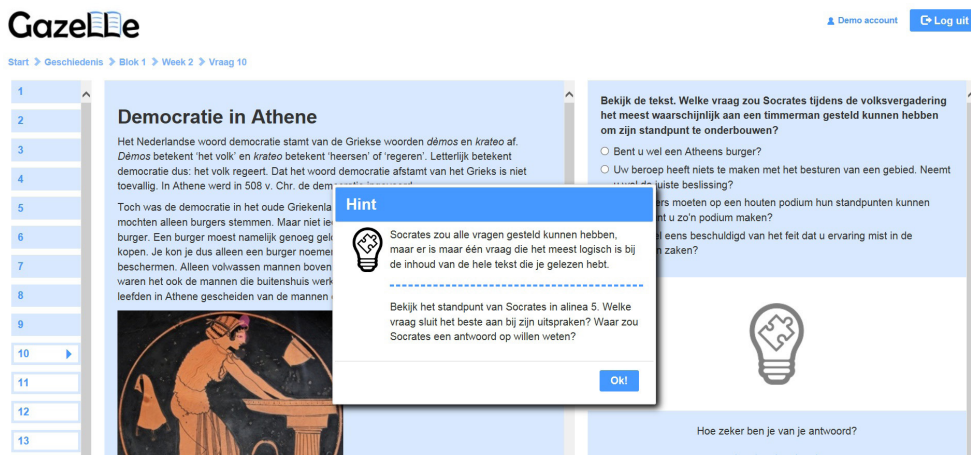 Gazelle
Demo account
Log uit
Start > Geschiedenis > Blok 1 > Week 2 > Vraag 10
1
2
3
4
5
6
7
8
9
10
11
12
13
Democratie in Athene
Het Nederlandse woord democratie stamt van de Griekse woorden dèmos en krateo af.
Dèmos betekent 'het volk' en krateo betekent 'heersen' of 'regeren'. Letterlijk betekent
democratie dus: het volk regeert. Dat het woord democratie afstamt van het Grieks is niet
toevallig. In Athene werd in 508 v. Chr. de
Toch was de democratie in het oude
mochten alleen burgers stemmen. Maar niet
burger. Een burger moest namelijk genoeg
kopen. Je kon je dus alleen een burger
beschermen. Alleen volwassen mannen
waren het ook de mannen die buitenshuis
leefden in Athene gescheiden van de mannen
Hint
Socrates zou alle vragen gesteld kunnen hebben,
maar er is maar één vraag die het meest logisch is bij
de inhoud van de hele tekst die je gelezen hebt.
Bekijk het standpunt van Socrates in alinea 5. Welke
vraag sluit het beste aan bij zijn uitspraken? Waar zou
Socrates een antwoord op willen weten?
Ok!
Bekijk de tekst. Welke vraag zou Socrates tijdens de volksvergadering
het meest waarschijnlijk aan een timmerman gesteld kunnen hebben
om zijn standpunt te onderbouwen?
Bent u wel een Atheens burger?
Uw beroep heeft niets te maken met het besturen van een gebied. Neemt
u wel de juiste beslissing?
moeten op een houten podium hun standpunten kunnen
u zo'n podium maken?
eens beschuldigd van het feit dat u ervaring mist in de
zaken?
Hoe zeker ben je van je antwoord?